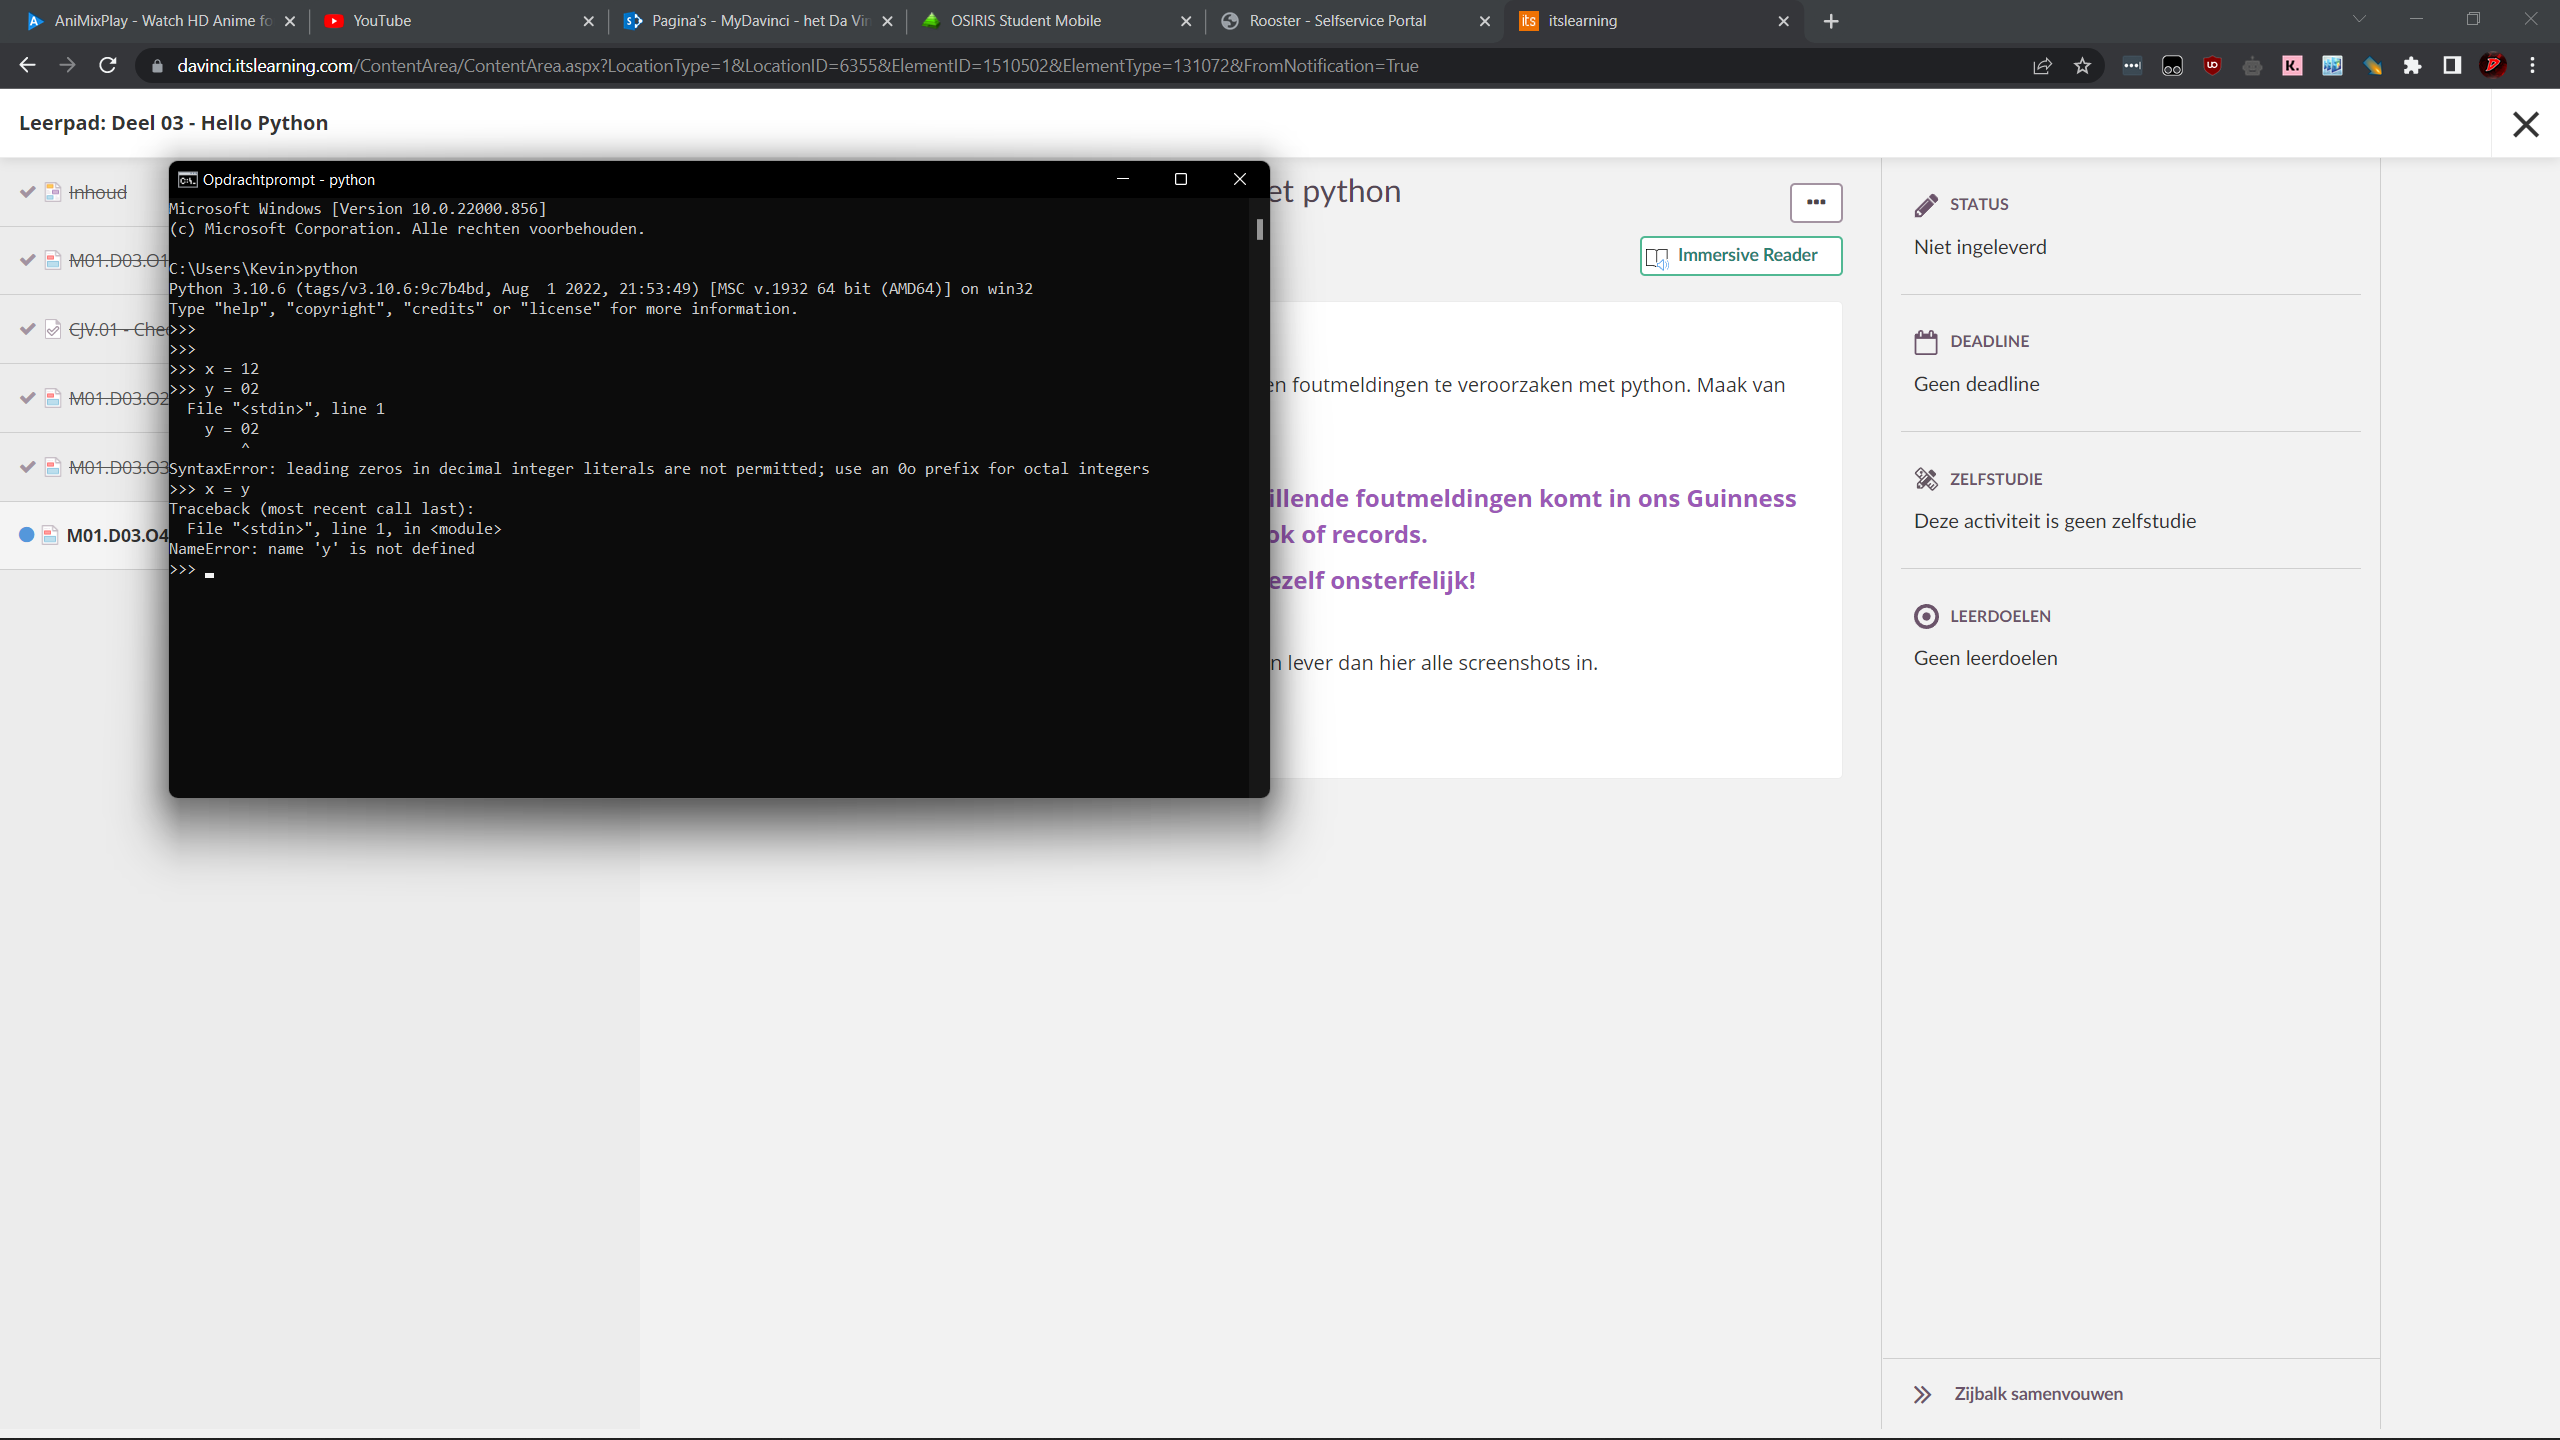 AniMixPlay - Watch HD Anime fo
YouTube
Pagina's - MyDavinci - het Da Vin
OSIRIS Student Mobile
Rooster - Selfservice Portal
its itslearning
davinci.itslearning.com/ContentArea/ContentArea.aspx?LocationType=1&LocationID=6355&ElementID=1510502&ElementType=131072&FromNotification=True
Leerpad: Deel 03 - Hello Python
Inhoud
M01.D03.O1
CJV.01 - Che
M01.D03.O2
M01.D03.O3
M01.D03.O4
Opdrachtprompt - python
Microsoft Windows [Version 10.0.22000.856]
(c) Microsoft Corporation. Alle rechten voorbehouden.
C:\Users\Kevin>python
Python 3.10.6 (tags/v3.10.6:9c7b4bd, Aug  1 2022, 21:53:49) [MSC v.1932 64 bit (AMD64)] on win32
Type "help", "copyright", "credits" or "license" for more information.
>>>
>>>
>>> x = 12
>>> y = 02
  File "<stdin>", line 1
    y = 02
        ^
SyntaxError: leading zeros in decimal integer literals are not permitted; use an 0o prefix for octal integers
>>> x = y
Traceback (most recent call last):
  File "<stdin>", line 1, in <module>
NameError: name 'y' is not defined
>>>
et python
Immersive Reader
en foutmeldingen te veroorzaken met python. Maak van
illende foutmeldingen komt in ons Guinness
ok of records.
ezelf onsterfelijk!
n lever dan hier alle screenshots in.
STATUS
Niet ingeleverd
DEADLINE
Geen deadline
ZELFSTUDIE
Deze activiteit is geen zelfstudie
LEERDOELEN
Geen leerdoelen
Zijbalk samenvouwen